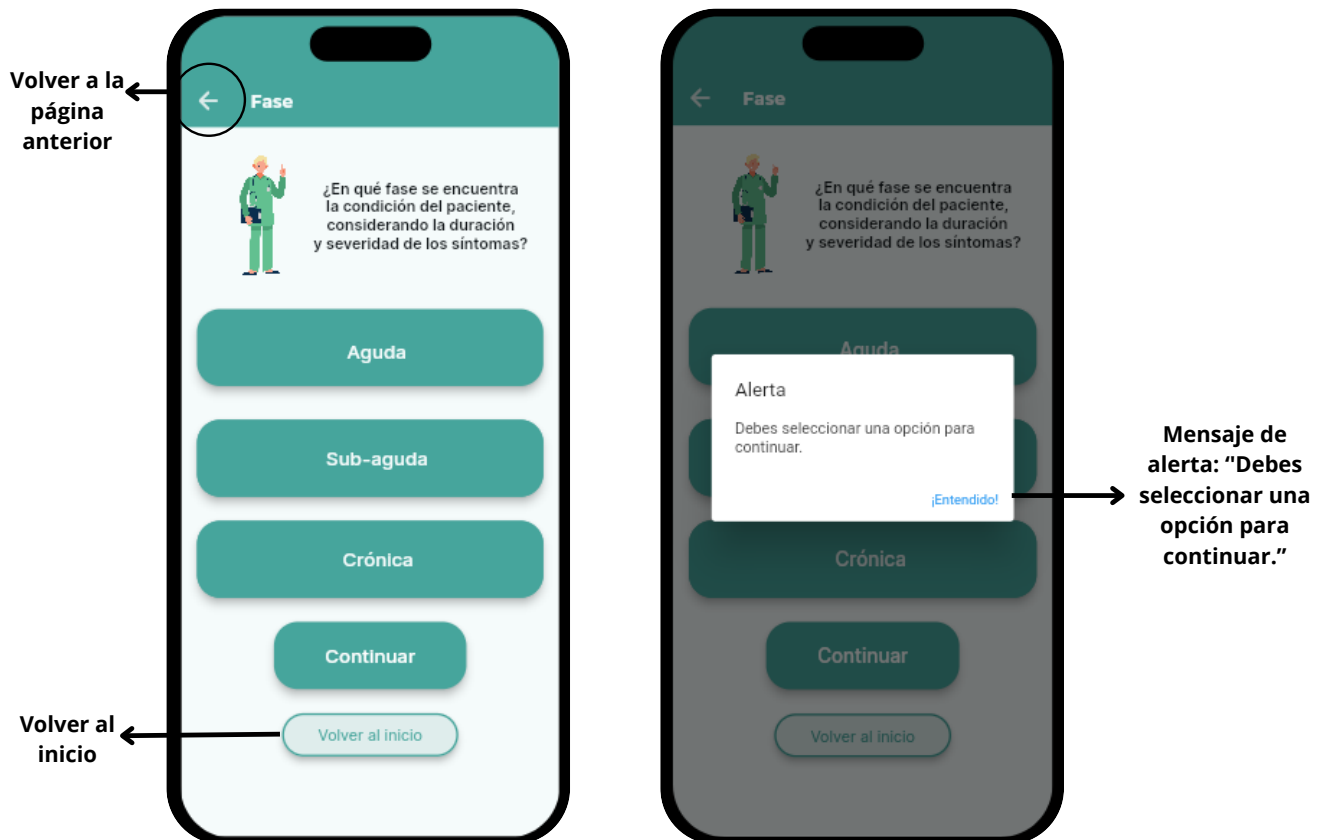 Volver a la
página
anterior
Fase
¿En qué fase se encuentra
la condición del paciente,
considerando la duración
y severidad de los síntomas?
Aguda
Sub-aguda
Crónica
Continuar
Volver al inicio
Volver al
inicio
Fase
¿En qué fase se encuentra
la condición del paciente,
considerando la duración
y severidad de los síntomas?
Aguda
Alerta
Debes seleccionar una opción para
continuar.
¡Entendido!
Crónica
Continuar
Volver al inicio
Mensaje de
alerta: “Debes
seleccionar una
opción para
continuar.”